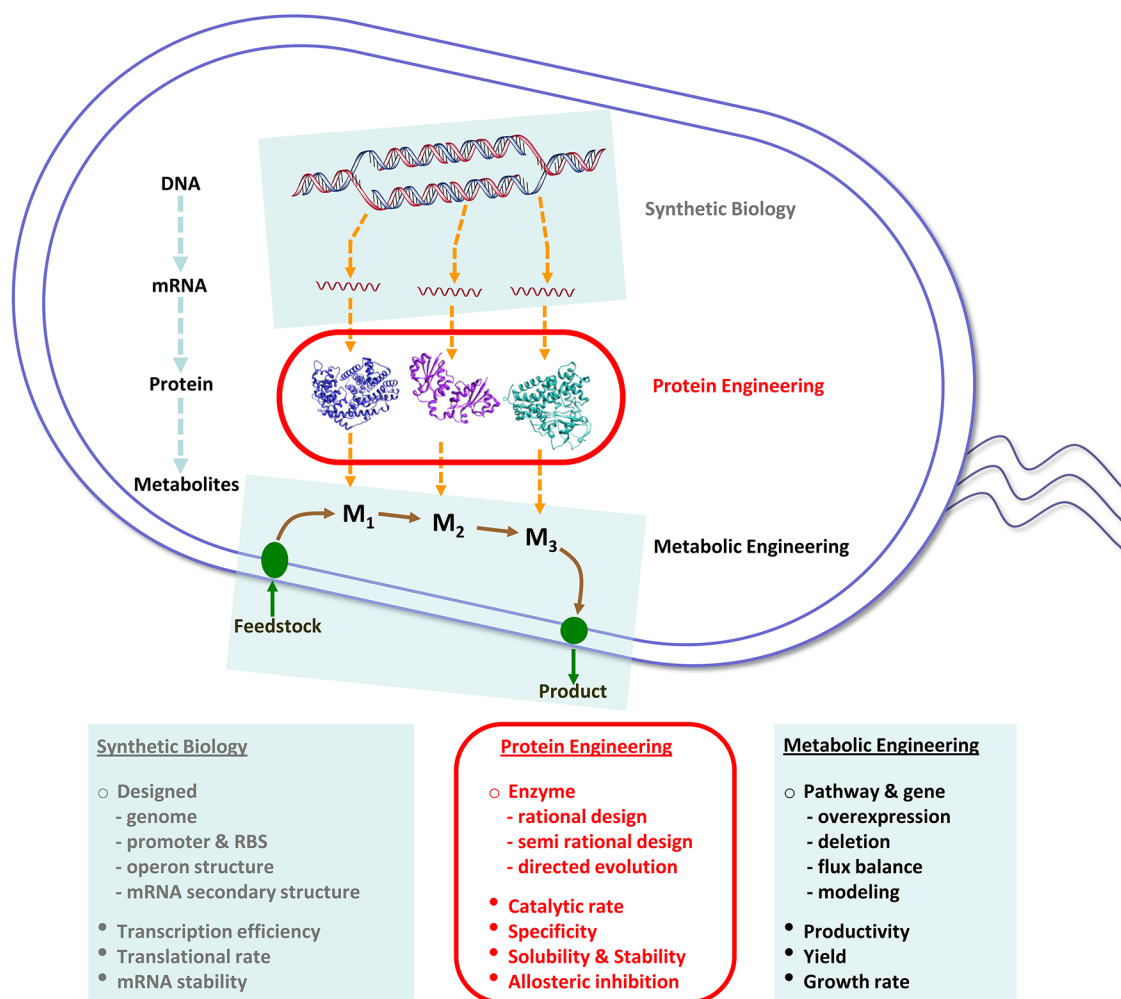 DNA
Synthetic Biology
mRNA
Protein
Protein Engineering
Metabolites
M1
M2
M3
Metabolic Engineering
Feedstock
Product
Synthetic Biology
○ Designed
- genome
- promoter & RBS
- operon structure
- mRNA secondary structure
• Transcription efficiency
• Translational rate
• mRNA stability
Protein Engineering
○ Enzyme
- rational design
- semi rational design
- directed evolution
• Catalytic rate
• Specificity
• Solubility & Stability
• Allosteric inhibition
Metabolic Engineering
○ Pathway & gene
- overexpression
- deletion
- flux balance
- modeling
• Productivity
• Yield
• Growth rate